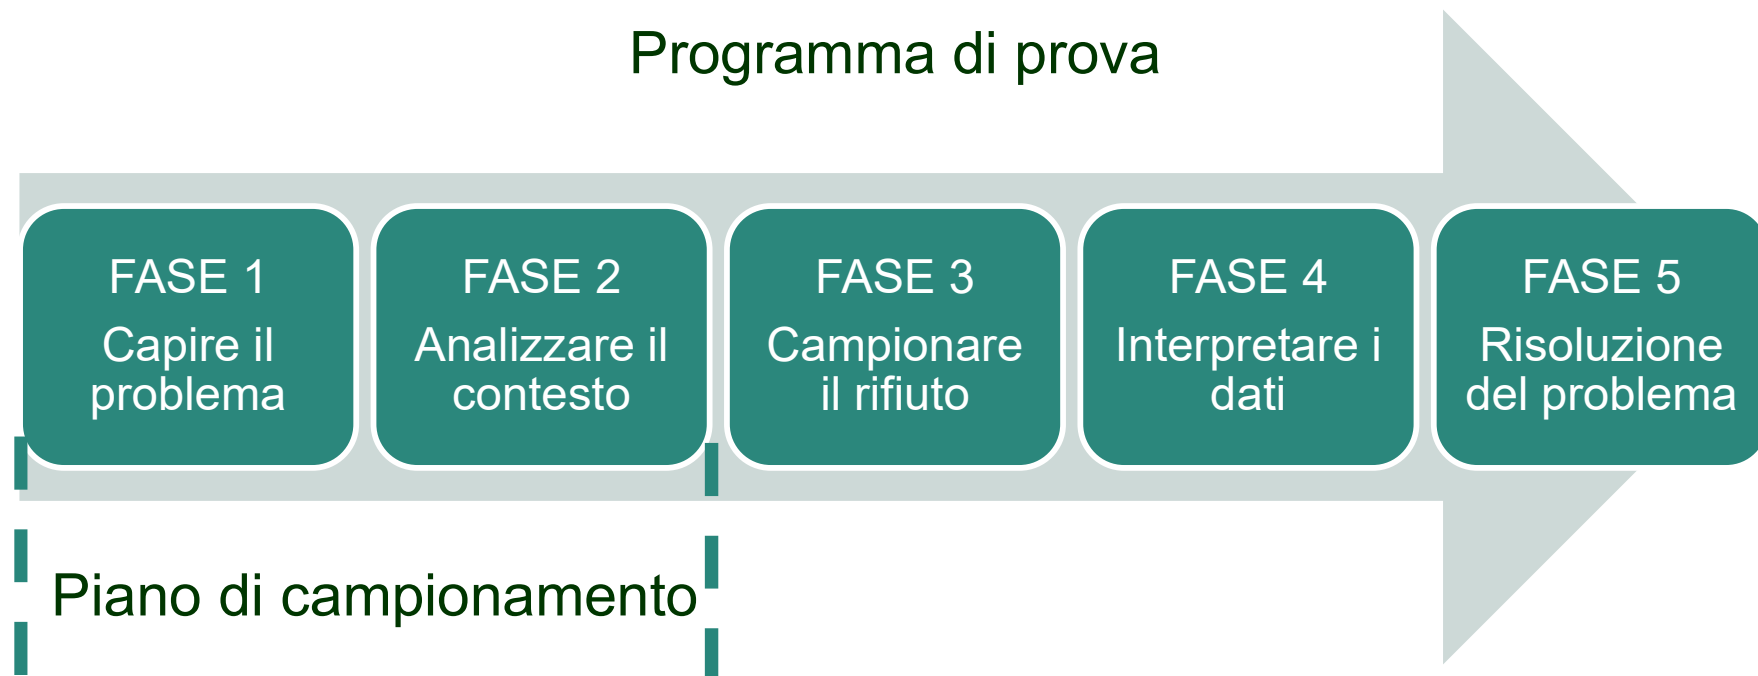 Programma di prova
FASE 1
Capire il
problema
FASE 2
Analizzare il
contesto
FASE 3
Campionare
il rifiuto
FASE 4
Interpretare i
dati
FASE 5
Risoluzione
del problema
Piano di campionamento